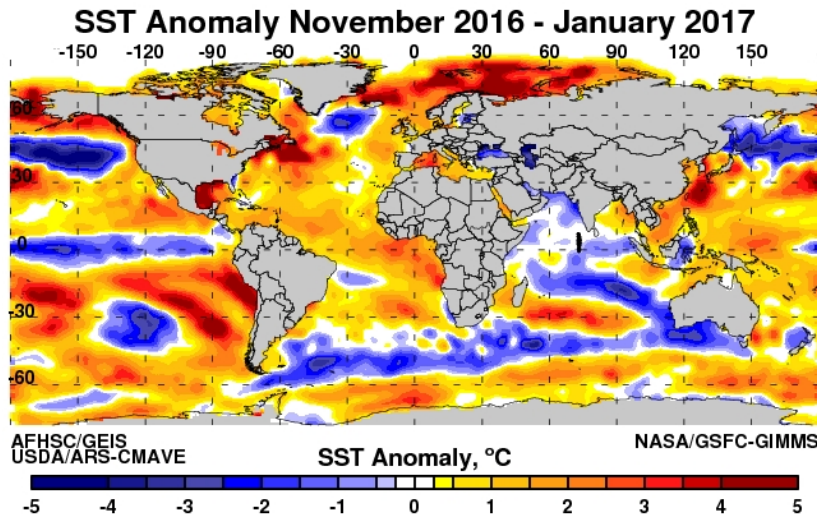 SST Anomaly November 2016 - January 2017
-150 -120 -90 -60 -30 0 30 60 90 120 150
60
30
0
-30
-60
AFHSC/GEIS
USDA/ARS-CMAVE
NASA/GSFC-GIMMS
SST Anomaly, °C
-5 -4 -3 -2 -1 0 1 2 3 4 5